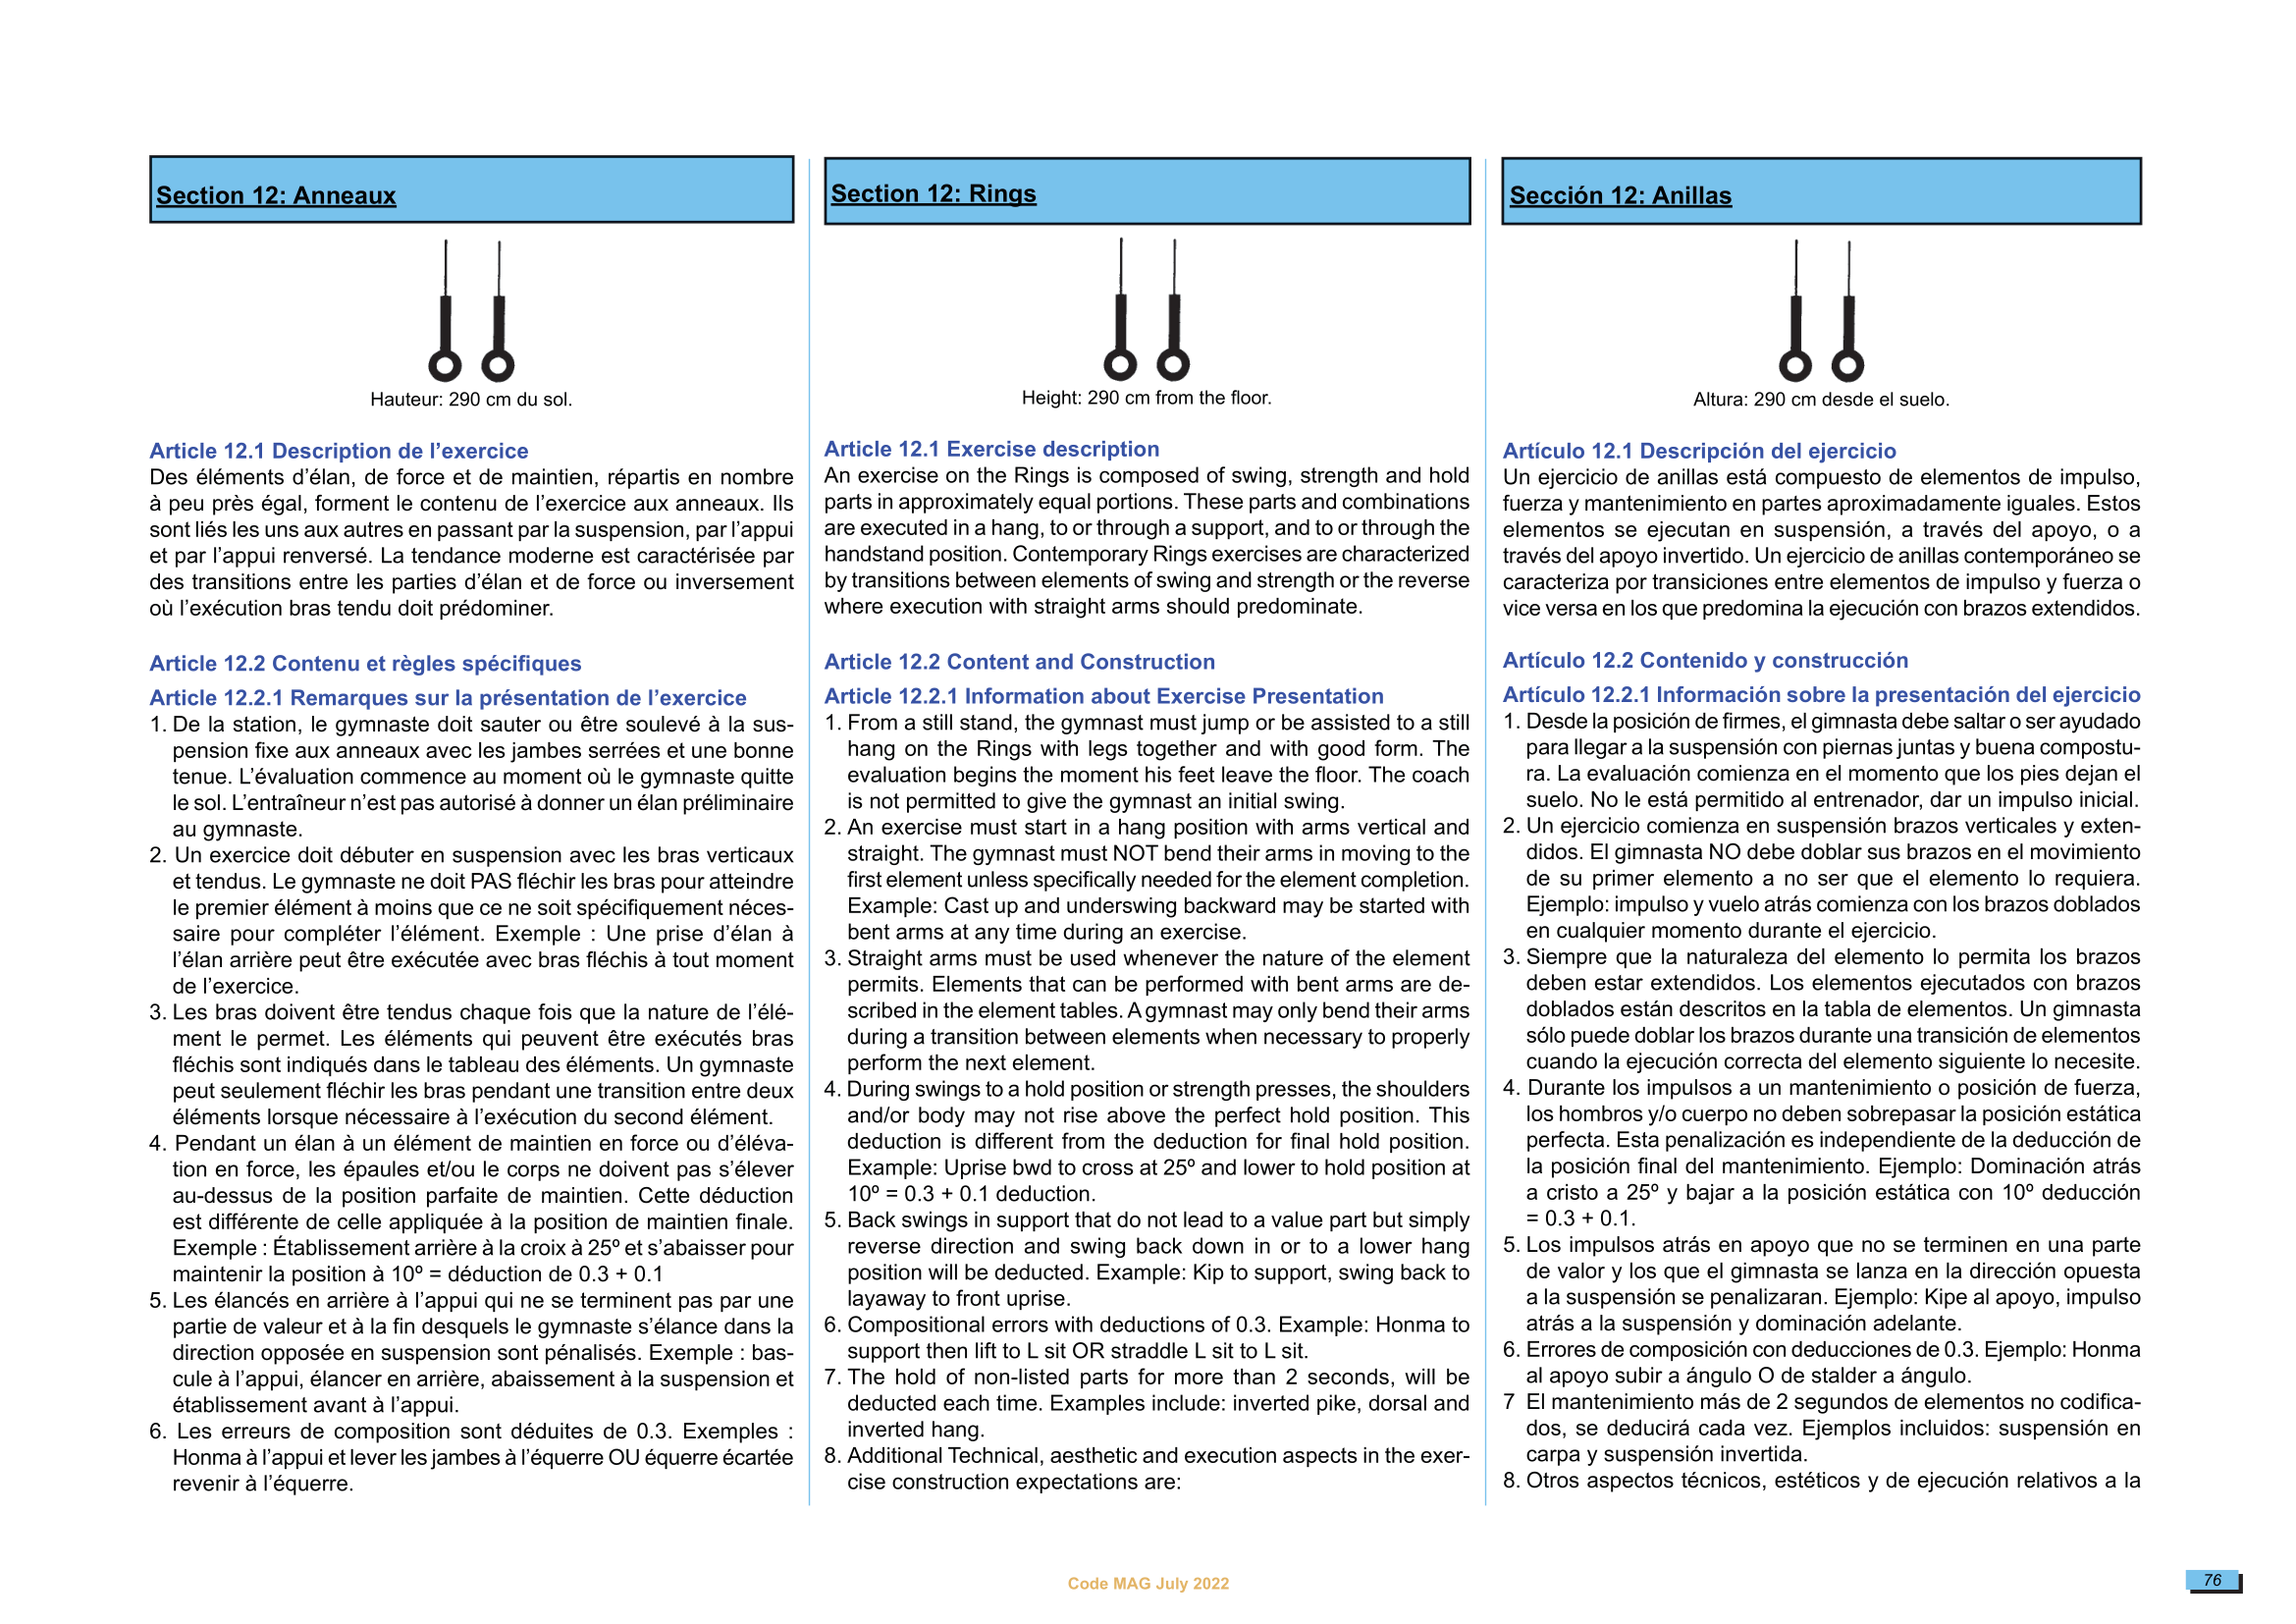 Section 12: Anneaux
Hauteur: 290 cm du sol.
Article 12.1 Description de l’exercice
Des éléments d’élan, de force et de maintien, répartis en nombre
à peu près égal, forment le contenu de l’exercice aux anneaux. Ils
sont liés les uns aux autres en passant par la suspension, par l’appui
et par l’appui renversé. La tendance moderne est caractérisée par
des transitions entre les parties d’élan et de force ou inversement
où l’exécution bras tendu doit prédominer.
Article 12.2 Contenu et règles spécifiques
Article 12.2.1 Remarques sur la présentation de l’exercice
1. De la station, le gymnaste doit sauter ou être soulevé à la sus-
pension fixe aux anneaux avec les jambes serrées et une bonne
tenue. L’évaluation commence au moment où le gymnaste quitte
le sol. L’entraîneur n’est pas autorisé à donner un élan préliminaire
au gymnaste.
2. Un exercice doit débuter en suspension avec les bras verticaux
et tendus. Le gymnaste ne doit PAS fléchir les bras pour atteindre
le premier élément à moins que ce ne soit spécifiquement néces-
saire pour compléter l’élément. Exemple : Une prise d’élan à
l’élan arrière peut être exécutée avec bras fléchis à tout moment
de l’exercice.
3. Les bras doivent être tendus chaque fois que la nature de l’élé-
ment le permet. Les éléments qui peuvent être exécutés bras
fléchis sont indiqués dans le tableau des éléments. Un gymnaste
peut seulement fléchir les bras pendant une transition entre deux
éléments lorsque nécessaire à l’exécution du second élément.
4. Pendant un élan à un élément de maintien en force ou d’éléva-
tion en force, les épaules et/ou le corps ne doivent pas s’élever
au-dessus de la position parfaite de maintien. Cette déduction
est différente de celle appliquée à la position de maintien finale.
Exemple : Établissement arrière à la croix à 25º et s’abaisser pour
maintenir la position à 10º = déduction de 0.3 + 0.1
5. Les élancés en arrière à l’appui qui ne se terminent pas par une
partie de valeur et à la fin desquels le gymnaste s’élance dans la
direction opposée en suspension sont pénalisés. Exemple : bas-
cule à l’appui, élancer en arrière, abaissement à la suspension et
établissement avant à l’appui.
6. Les erreurs de composition sont déduites de 0.3. Exemples :
Honma à l’appui et lever les jambes à l’équerre OU équerre écartée
revenir à l’équerre.
Section 12: Rings
Height: 290 cm from the floor.
Article 12.1 Exercise description
An exercise on the Rings is composed of swing, strength and hold
parts in approximately equal portions. These parts and combinations
are executed in a hang, to or through a support, and to or through the
handstand position. Contemporary Rings exercises are characterized
by transitions between elements of swing and strength or the reverse
where execution with straight arms should predominate.
Article 12.2 Content and Construction
Article 12.2.1 Information about Exercise Presentation
1. From a still stand, the gymnast must jump or be assisted to a still
hang on the Rings with legs together and with good form. The
evaluation begins the moment his feet leave the floor. The coach
is not permitted to give the gymnast an initial swing.
2. An exercise must start in a hang position with arms vertical and
straight. The gymnast must NOT bend their arms in moving to the
first element unless specifically needed for the element completion.
Example: Cast up and underswing backward may be started with
bent arms at any time during an exercise.
3. Straight arms must be used whenever the nature of the element
permits. Elements that can be performed with bent arms are de-
scribed in the element tables. A gymnast may only bend their arms
during a transition between elements when necessary to properly
perform the next element.
4. During swings to a hold position or strength presses, the shoulders
and/or body may not rise above the perfect hold position. This
deduction is different from the deduction for final hold position.
Example: Uprise bwd to cross at 25º and lower to hold position at
10º = 0.3 + 0.1 deduction.
5. Back swings in support that do not lead to a value part but simply
reverse direction and swing back down in or to a lower hang
position will be deducted. Example: Kip to support, swing back to
layaway to front uprise.
6. Compositional errors with deductions of 0.3. Example: Honma to
support then lift to L sit OR straddle L sit to L sit.
7. The hold of non-listed parts for more than 2 seconds, will be
deducted each time. Examples include: inverted pike, dorsal and
inverted hang.
8. Additional Technical, aesthetic and execution aspects in the exer-
cise construction expectations are:
Sección 12: Anillas
Altura: 290 cm desde el suelo.
Artículo 12.1 Descripción del ejercicio
Un ejercicio de anillas está compuesto de elementos de impulso,
fuerza y mantenimiento en partes aproximadamente iguales. Estos
elementos se ejecutan en suspensión, a través del apoyo, o a
través del apoyo invertido. Un ejercicio de anillas contemporáneo se
caracteriza por transiciones entre elementos de impulso y fuerza o
vice versa en los que predomina la ejecución con brazos extendidos.
Artículo 12.2 Contenido y construcción
Artículo 12.2.1 Información sobre la presentación del ejercicio
1. Desde la posición de firmes, el gimnasta debe saltar o ser ayudado
para llegar a la suspensión con piernas juntas y buena compostu-
ra. La evaluación comienza en el momento que los pies dejan el
suelo. No le está permitido al entrenador, dar un impulso inicial.
2. Un ejercicio comienza en suspensión brazos verticales y exten-
didos. El gimnasta NO debe doblar sus brazos en el movimiento
de su primer elemento a no ser que el elemento lo requiera.
Ejemplo: impulso y vuelo atrás comienza con los brazos doblados
en cualquier momento durante el ejercicio.
3. Siempre que la naturaleza del elemento lo permita los brazos
deben estar extendidos. Los elementos ejecutados con brazos
doblados están descritos en la tabla de elementos. Un gimnasta
sólo puede doblar los brazos durante una transición de elementos
cuando la ejecución correcta del elemento siguiente lo necesite.
4. Durante los impulsos a un mantenimiento o posición de fuerza,
los hombros y/o cuerpo no deben sobrepasar la posición estática
perfecta. Esta penalización es independiente de la deducción de
la posición final del mantenimiento. Ejemplo: Dominación atrás
a cristo a 25º y bajar a la posición estática con 10º deducción
= 0.3 + 0.1.
5. Los impulsos atrás en apoyo que no se terminen en una parte
de valor y los que el gimnasta se lanza en la dirección opuesta
a la suspensión se penalizaran. Ejemplo: Kipe al apoyo, impulso
atrás a la suspensión y dominación adelante.
6. Errores de composición con deducciones de 0.3. Ejemplo: Honma
al apoyo subir a ángulo O de stalder a ángulo.
7 El mantenimiento más de 2 segundos de elementos no codifica-
dos, se deducirá cada vez. Ejemplos incluidos: suspensión en
carpa y suspensión invertida.
8. Otros aspectos técnicos, estéticos y de ejecución relativos a la
Code MAG July 2022
76